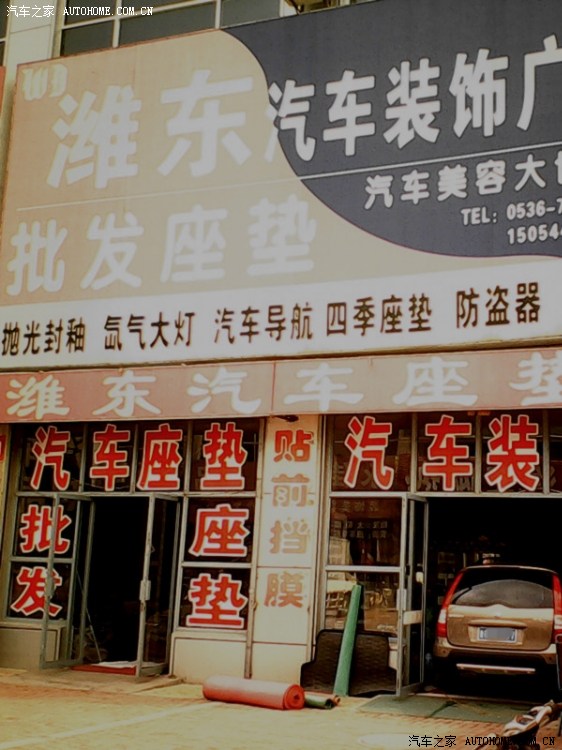 汽车之家 AUTOHOME.COM.CN
WD
潍东 汽车装饰广
汽车美容大世
TEL: 0536-7
15054
批发座垫
抛光封釉 氙气大灯 汽车导航 四季座垫 防盗器
潍东汽车座垫
汽车座垫
批发
座垫
贴前挡膜
汽车装
汽车之家 AUTOHOME.COM.CN